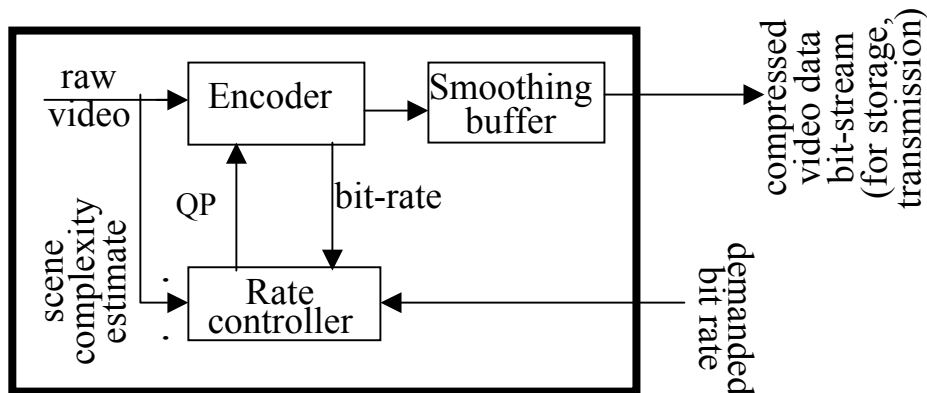 raw
video
Encoder
Smoothing
buffer
compressed
video data
bit-stream
(for storage,
transmission)
QP
bit-rate
scene
complexity
estimate
Rate
controller
demanded
bit rate